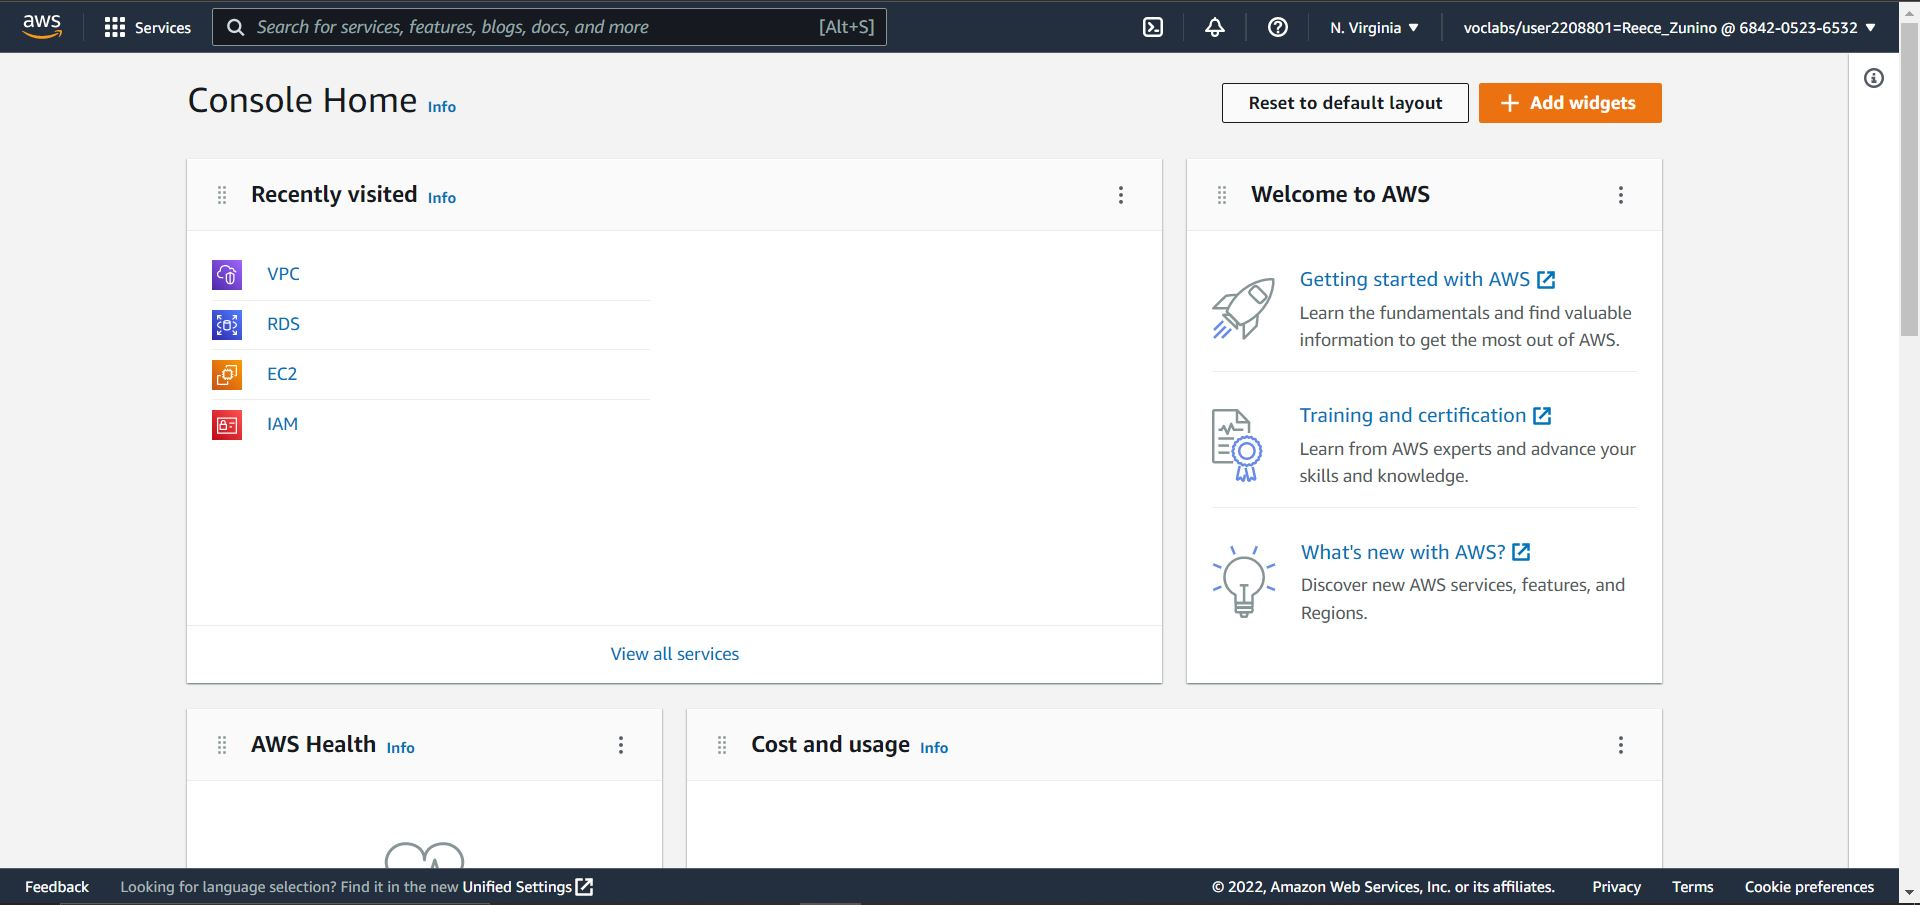 aws
Services
Search for services, features, blogs, docs, and more [Alt+S]
N. Virginia
voclabs/user2208801=Reece_Zunino @ 6842-0523-6532
Console Home Info
Reset to default layout
Add widgets
Recently visited Info
VPC
RDS
EC2
IAM
View all services
Welcome to AWS
Getting started with AWS
Learn the fundamentals and find valuable
information to get the most out of AWS.
Training and certification
Learn from AWS experts and advance your
skills and knowledge.
What's new with AWS?
Discover new AWS services, features, and
Regions.
AWS Health Info
Cost and usage Info
Feedback
Looking for language selection? Find it in the new Unified Settings
© 2022, Amazon Web Services, Inc. or its affiliates.
Privacy
Terms
Cookie preferences